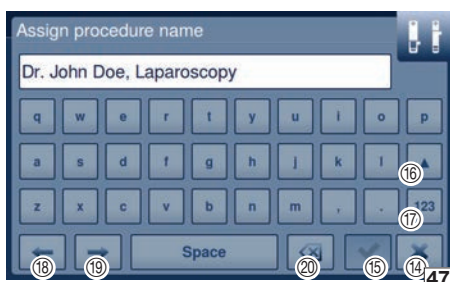 Assign procedure name
Dr. John Doe, Laparoscopy
q w e r t y u i o p
a s d f g h j k l ⑯
z x c v b n m , . 123 ⑰
⑱ ⑲ Space ⑳ ⑮ ⑭
47